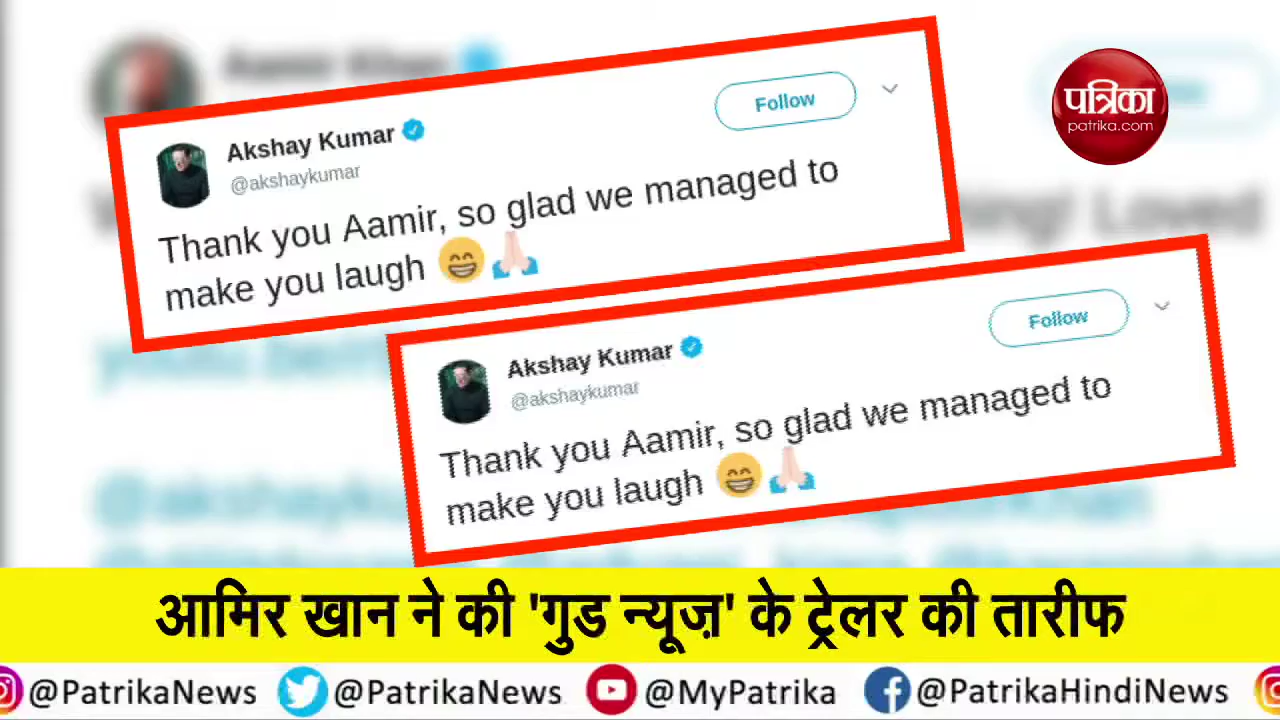 पत्रिका
patrika.com
Akshay Kumar
@akshaykumar
Follow
Thank you Aamir, so glad we managed to
make you laugh 😁🙏🏻
Akshay Kumar
@akshaykumar
Follow
Thank you Aamir, so glad we managed to
make you laugh 😁🙏🏻
आमिर खान ने की 'गुड न्यूज़' के ट्रेलर की तारीफ
@PatrikaNews @PatrikaNews @MyPatrika @PatrikaHindiNews